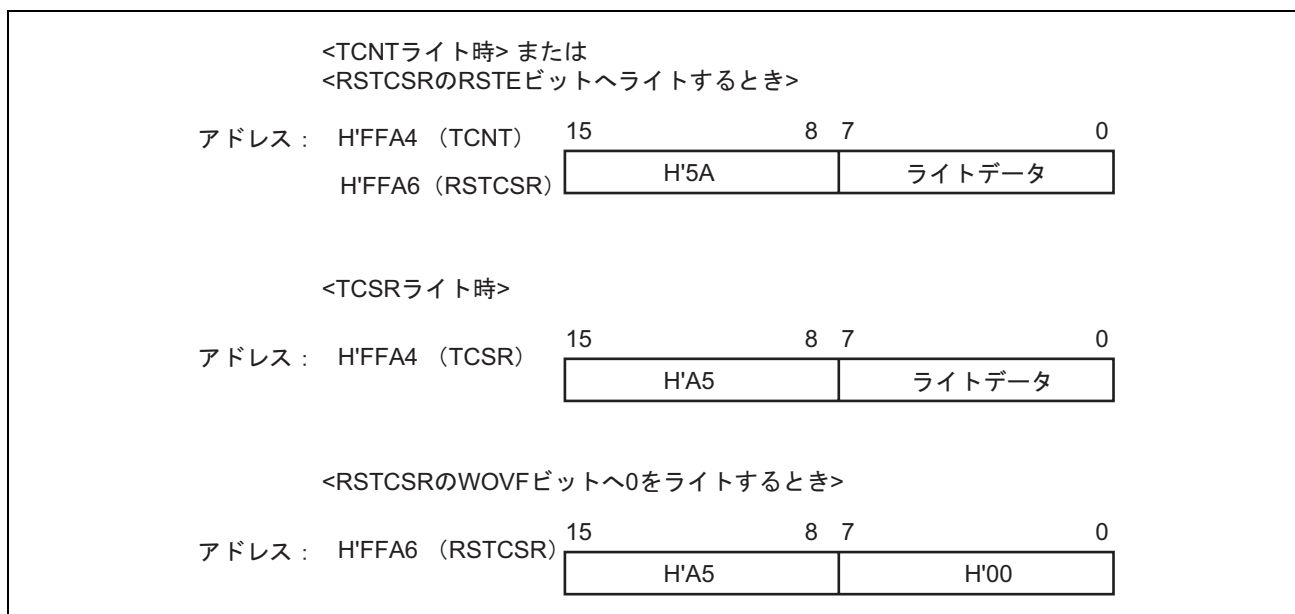 <TCNTライト時> または
<RSTCSRのRSTEビットへライトするとき>
アドレス： H'FFA4 （TCNT） 15 8 7 0
H'FFA6（RSTCSR） H'5A ライトデータ
<TCSRライト時>
アドレス： H'FFA4 （TCSR） 15 8 7 0
H'A5 ライトデータ
<RSTCSRのWOVFビットへ0をライトするとき>
アドレス： H'FFA6 （RSTCSR） 15 8 7 0
H'A5 H'00